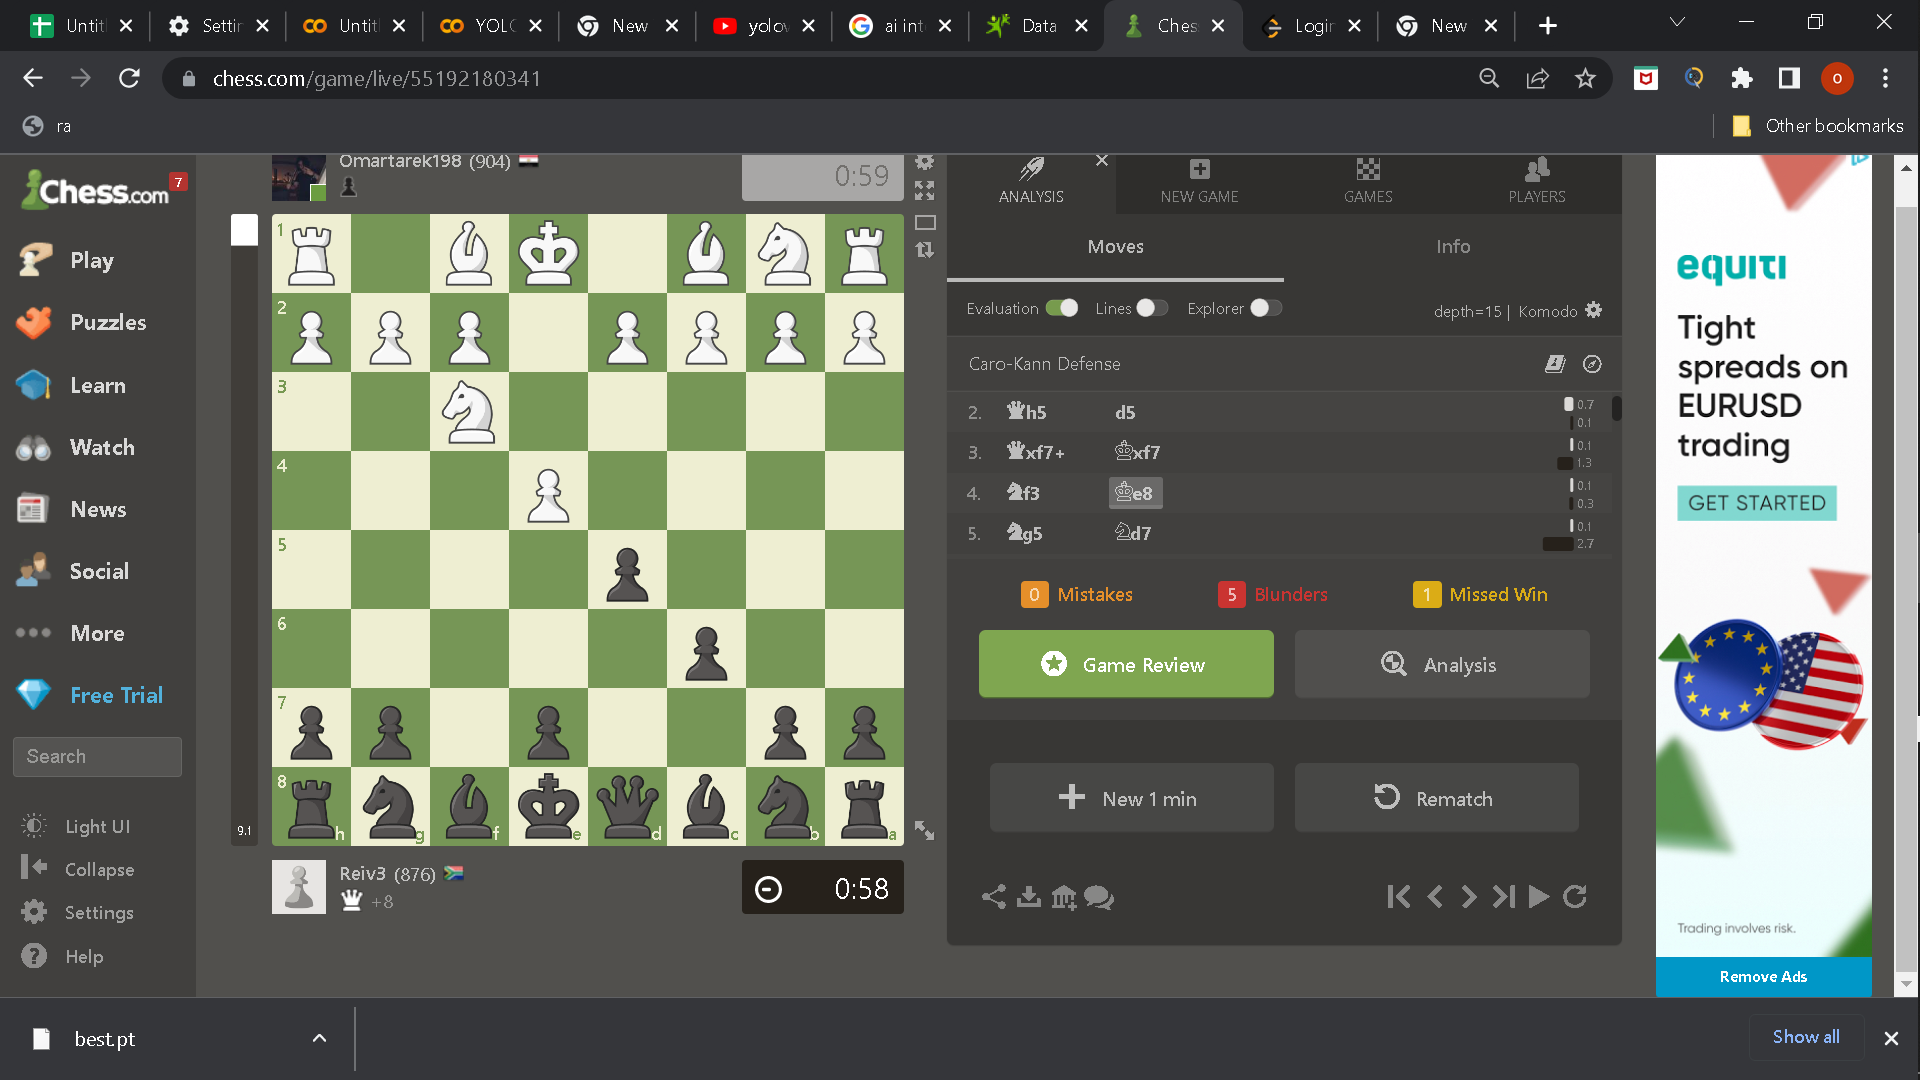 Untitl
Settin
Untitl
YOLO
New
yolov
ai int
Data
Chess
Login
New
chess.com/game/live/55192180341
O
ra
Other bookmarks
Chess.com
7
Play
Puzzles
Learn
Watch
News
Social
More
Free Trial
Search
Light UI
Collapse
Settings
Help
Omartarek198 (904)
0:59
1
2
3
4
5
6
7
8
h g f e d c b a
9.1
Reiv3 (876)
+8
0:58
ANALYSIS
NEW GAME
GAMES
PLAYERS
Moves
Info
Evaluation
Lines
Explorer
depth=15 | Komodo
Caro-Kann Defense
2. h5 d5 0.7
0.1
3. xf7+ xf7 0.1
1.3
4. f3 e8 0.1
0.3
5. g5 d7 0.1
2.7
0 Mistakes
5 Blunders
1 Missed Win
Game Review
Analysis
New 1 min
Rematch
equiti
Tight
spreads on
EURUSD
trading
GET STARTED
Trading involves risk.
Remove Ads
best.pt
Show all